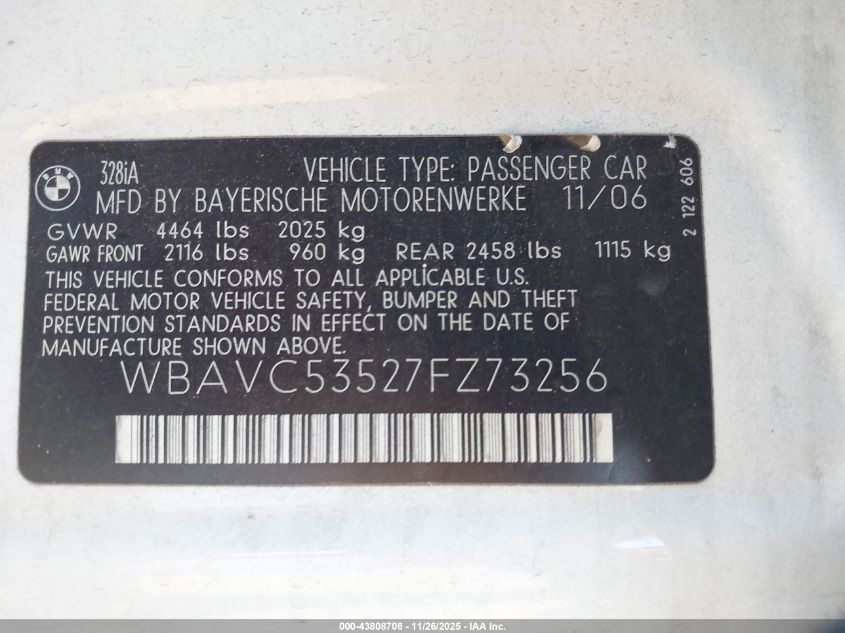 BMW
328iA VEHICLE TYPE: PASSENGER CAR
MFD BY BAYERISCHE MOTORENWERKE 11/06
GVWR 4464 lbs 2025 kg
GAWR FRONT 2116 lbs 960 kg REAR 2458 lbs 1115 kg
THIS VEHICLE CONFORMS TO ALL APPLICABLE U.S.
FEDERAL MOTOR VEHICLE SAFETY, BUMPER AND THEFT
PREVENTION STANDARDS IN EFFECT ON THE DATE OF
MANUFACTURE SHOWN ABOVE.
WBAVC53527FZ73256
2 122 606
000-43808708 - 11/26/2025 - IAA Inc.